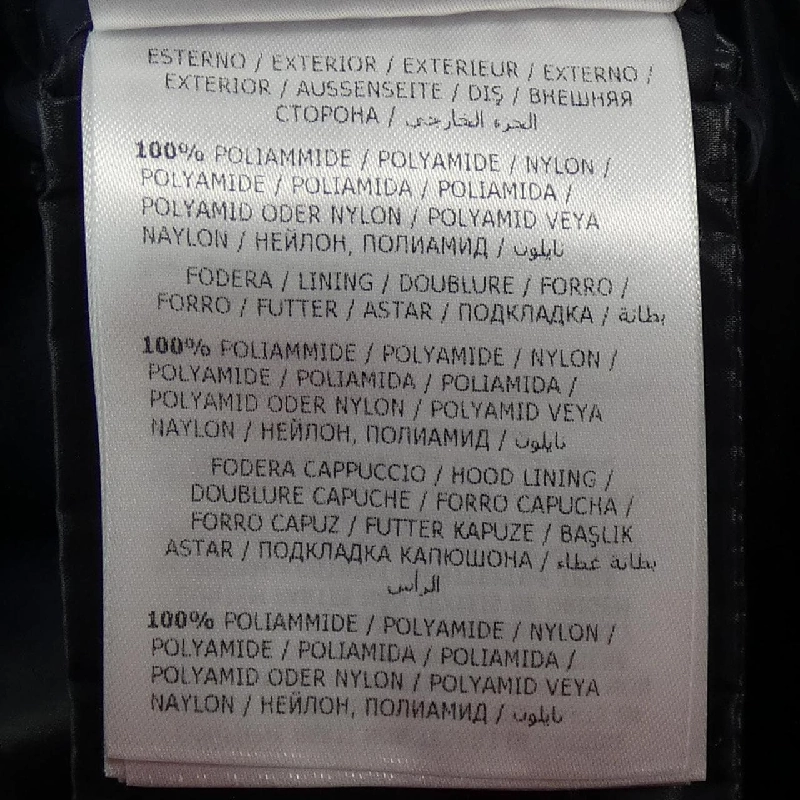 ESTERNO / EXTERIOR / EXTERIEUR / EXTERNO /
EXTERIOR / AUSSENSEITE / DIŞ / ВНЕШНЯЯ
СТОРОНА / الجزء الخارجي
100% POLIAMMIDE / POLYAMIDE / NYLON /
POLYAMIDE / POLIAMIDA / POLIAMIDA /
POLYAMID ODER NYLON / POLYAMID VEYA
NAYLON / НЕЙЛОН, ПОЛИАМИД / نايلون
FODERA / LINING / DOUBLURE / FORRO /
FORRO / FUTTER / ASTAR / ПОДКЛАДКА / بطانة
100% POLIAMMIDE / POLYAMIDE / NYLON /
POLYAMIDE / POLIAMIDA / POLIAMIDA /
POLYAMID ODER NYLON / POLYAMID VEYA
NAYLON / НЕЙЛОН, ПОЛИАМИД / نايلون
FODERA CAPPUCCIO / HOOD LINING /
DOUBLURE CAPUCHE / FORRO CAPUCHA /
FORRO CAPUZ / FUTTER KAPUZE / BAŞLIK
ASTAR / ПОДКЛАДКА КАПЮШОНА / بطانة غطاء
الرأس
100% POLIAMMIDE / POLYAMIDE / NYLON /
POLYAMIDE / POLIAMIDA / POLIAMIDA /
POLYAMID ODER NYLON / POLYAMID VEYA
NAYLON / НЕЙЛОН, ПОЛИАМИД / نايلون